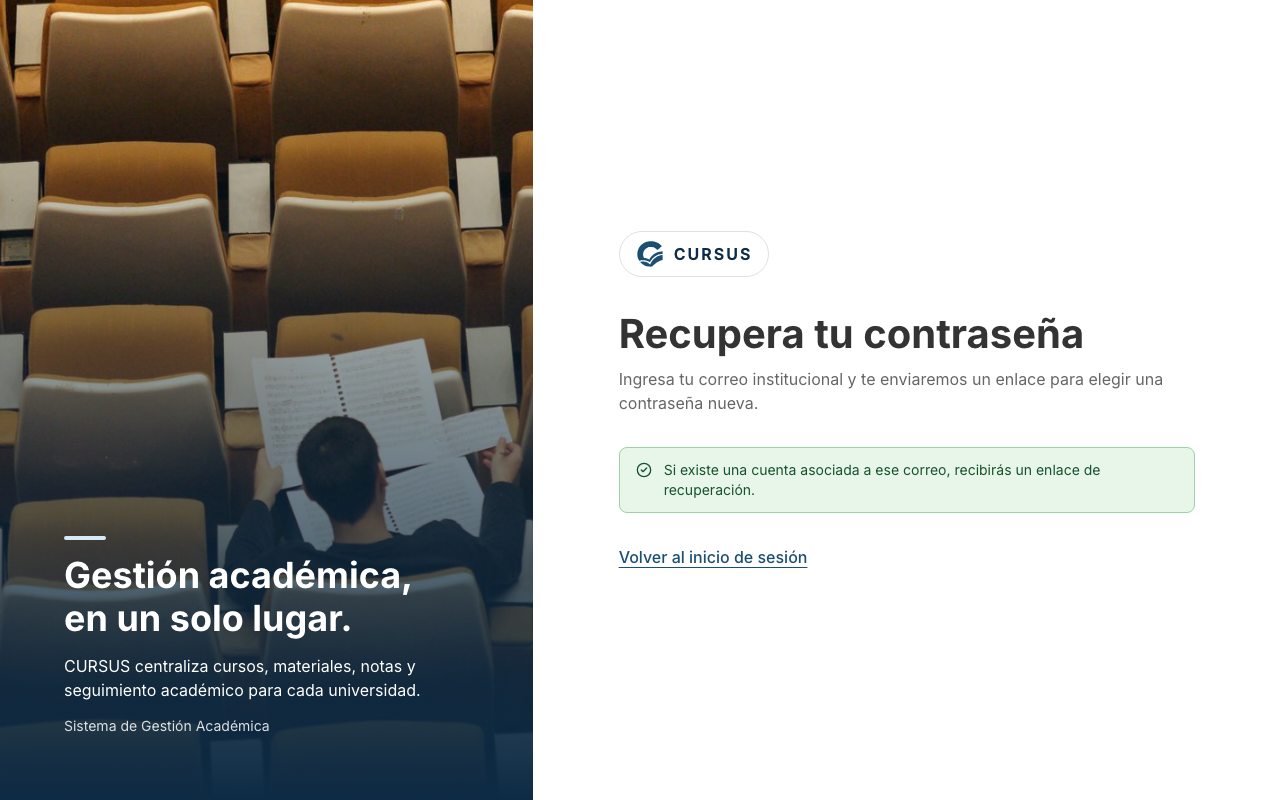 CURSUS
Recupera tu contraseña
Ingresa tu correo institucional y te enviaremos un enlace para elegir una
contraseña nueva.
Si existe una cuenta asociada a ese correo, recibirás un enlace de
recuperación.
Volver al inicio de sesión
Gestión académica,
en un solo lugar.
CURSUS centraliza cursos, materiales, notas y
seguimiento académico para cada universidad.
Sistema de Gestión Académica